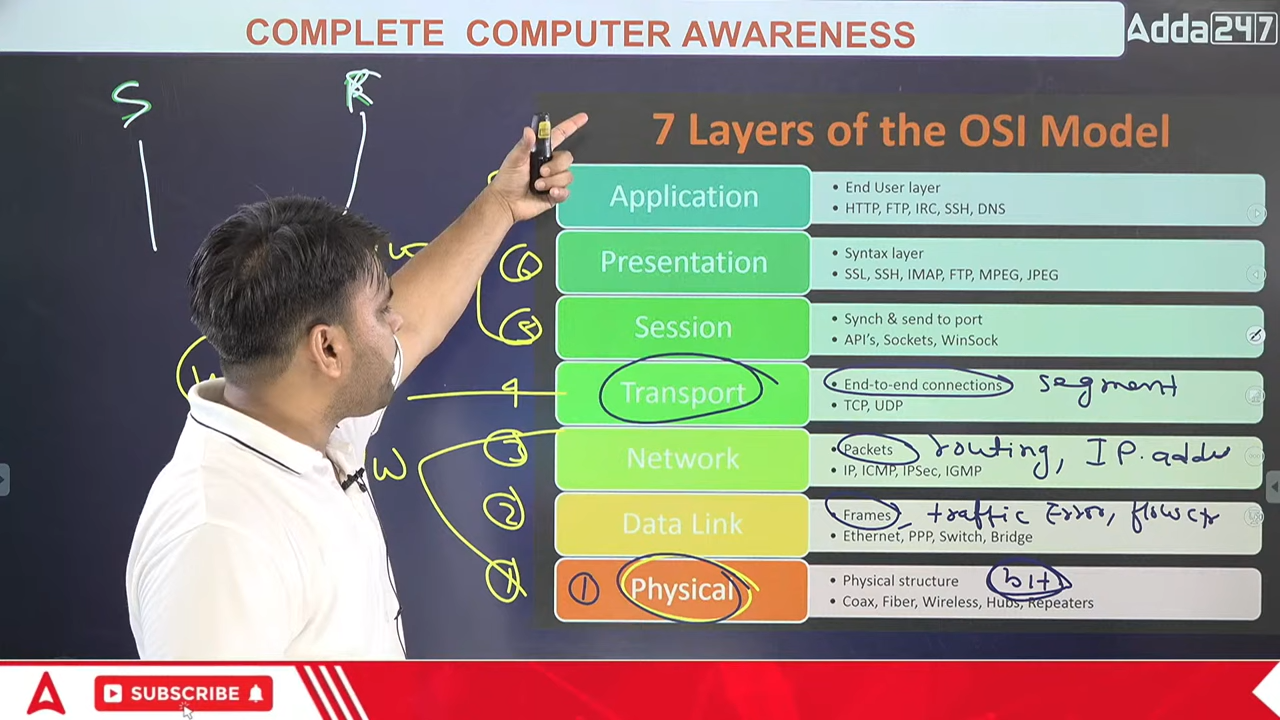 COMPLETE COMPUTER AWARENESS
Adda247
S
R
7 Layers of the OSI Model
Application
• End User layer
• HTTP, FTP, IRC, SSH, DNS
6
Presentation
• Syntax layer
• SSL, SSH, IMAP, FTP, MPEG, JPEG
5
Session
• Synch & send to port
• API's, Sockets, WinSock
4
Transport
• End-to-end connections segment
• TCP, UDP
W
3
Network
• Packets routing, IP. addr
• IP, ICMP, IPSec, IGMP
2
Data Link
• Frames traffic Error, flow
• Ethernet, PPP, Switch, Bridge
1
① Physical
• Physical structure bit
• Coax, Fiber, Wireless, Hubs, Repeaters
SUBSCRIBE